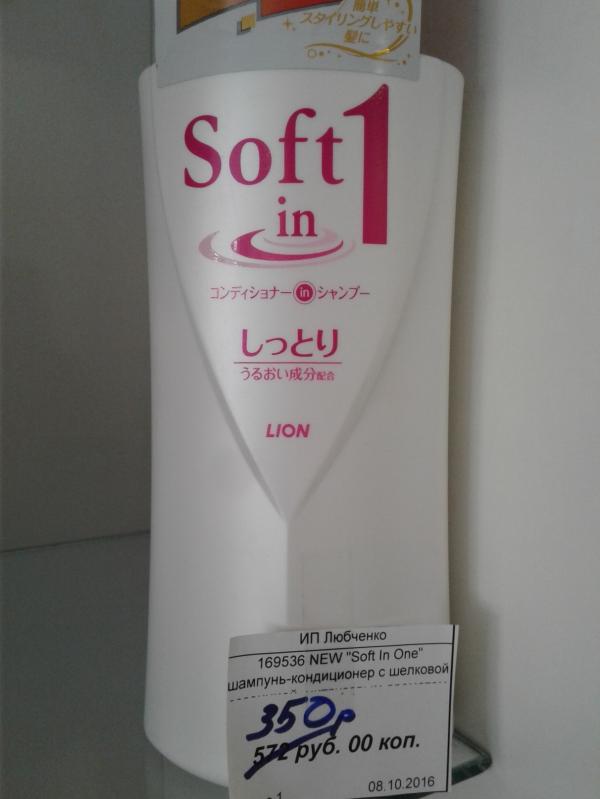 簡単
スタイリングしやすい
髪に
Soft in 1
コンディショナー in シャンプー
しっとり
うるおい成分配合
LION
ИП Любченко
169536 NEW "Soft In One"
шампунь-кондиционер с шелковой
350р
572 руб. 00 коп.
08.10.2016